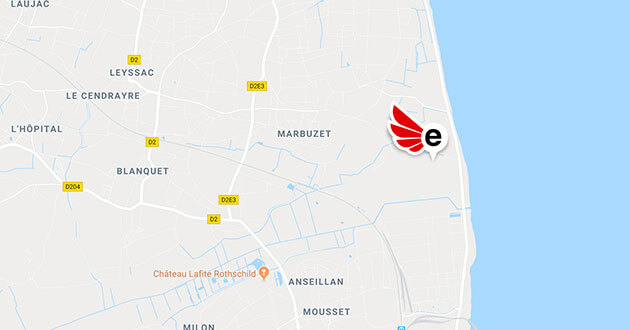 LAUJAC
D2
LEYSSAC
D2E3
LE CENDRAYRE
L'HÔPITAL
MARBUZET
e
D2
BLANQUET
D204
D2E3
D2
Château Lafite Rothschild
ANSEILLAN
MOUSSET
MILON